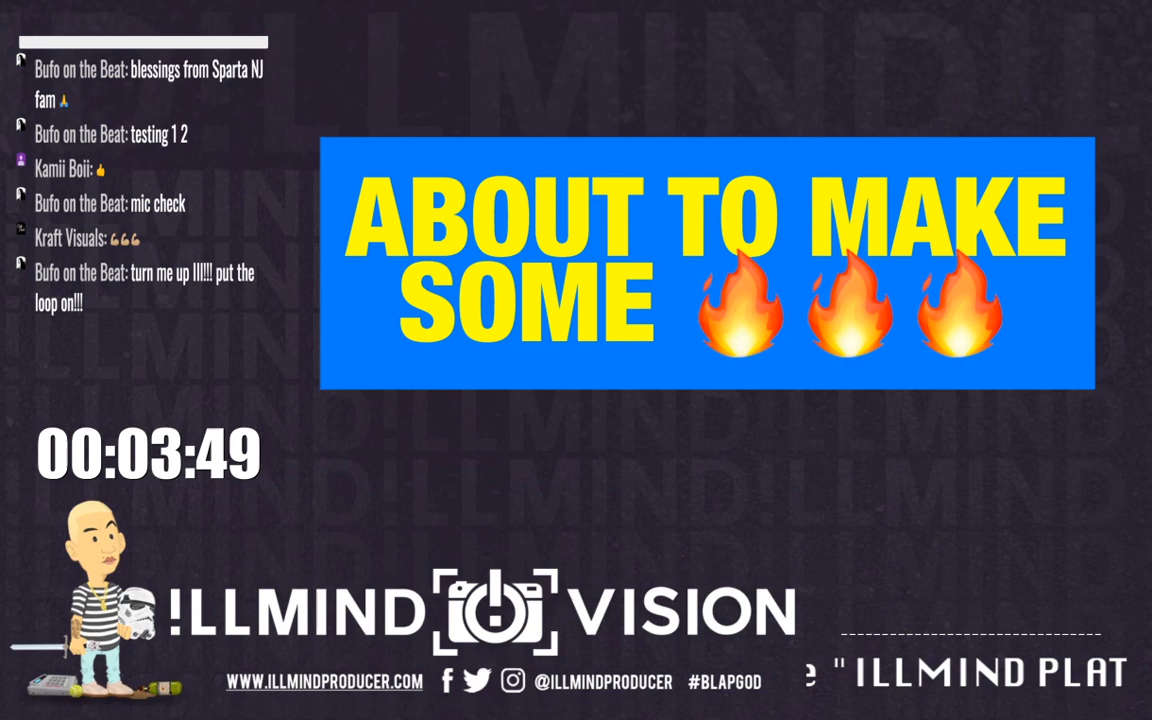 Bufo on the Beat: blessings from Sparta NJ
fam 🙏
Bufo on the Beat: testing 1 2
Kamii Boii: 👍
Bufo on the Beat: mic check
Kraft Visuals: 💪🏽💪🏽💪🏽
Bufo on the Beat: turn me up Ill!!! put the
loop on!!!
ABOUT TO MAKE
SOME 🔥🔥🔥
00:03:49
!LLMIND VISION
WWW.ILLMINDPRODUCER.COM @ILLMINDPRODUCER #BLAPGOD
e "ILLMIND PLAT